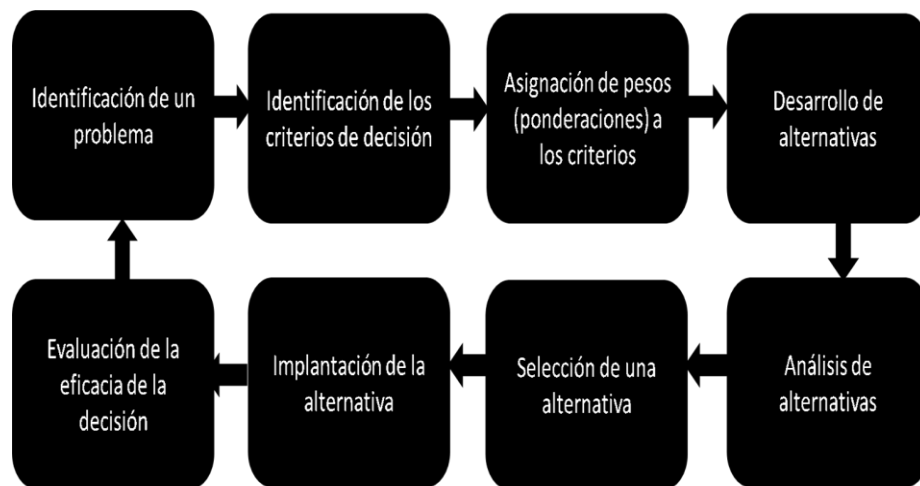 Identificación de un
problema
Identificación de los
criterios de decisión
Asignación de pesos
(ponderaciones) a
los criterios
Desarrollo de
alternativas
Análisis de
alternativas
Selección de una
alternativa
Implantación de la
alternativa
Evaluación de la
eficacia de la
decisión